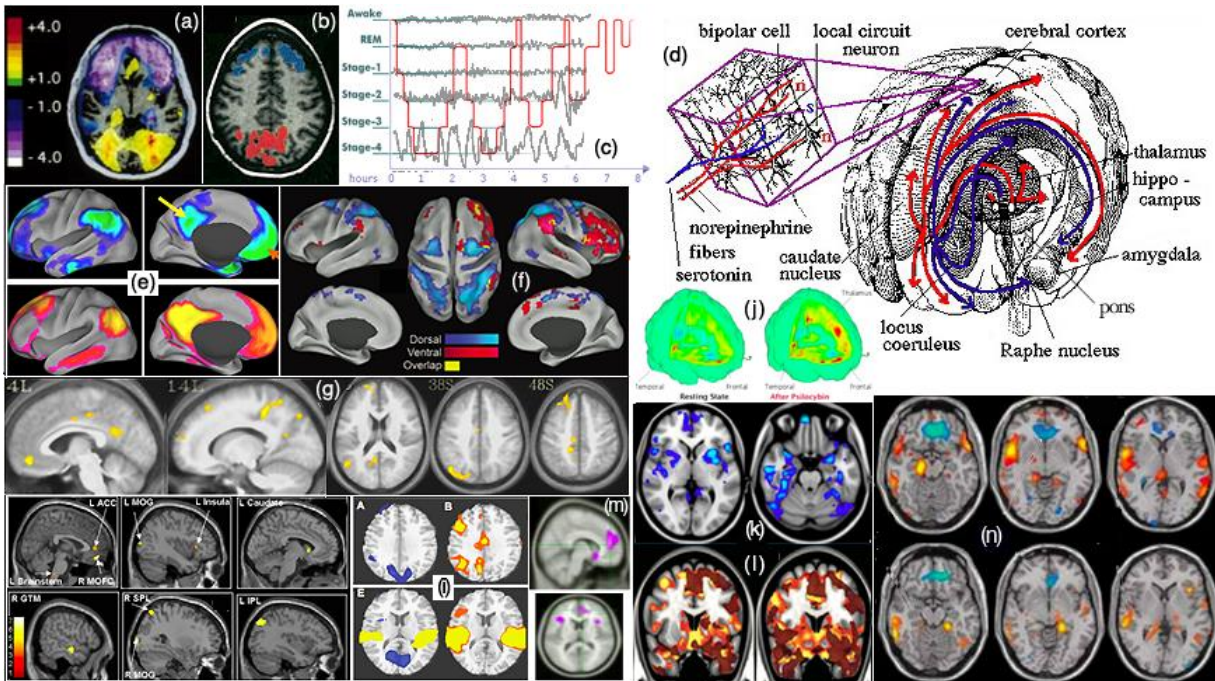 (a)
+4.0
+1.0
-1.0
- 4.0
(b)
Awake
REM
Stage-1
Stage-2
Stage-3
Stage-4
(c)
hours
0 1 2 3 4 5 6 7 8
(d)
bipolar cell
local circuit
neuron
cerebral cortex
n
s
n
norepinephrine
fibers
serotonin
caudate
nucleus
thalamus
hippo -
campus
amygdala
pons
locus
coeruleus
Raphe nucleus
(e)
(f)
Dorsal
Ventral
Overlap
(j)
Thalamus
Temporal
Frontal
Temporal
Frontal
Resting State
After Psilocybin
4L
14L
(g)
38S
48S
L ACC
L Brainstem
R MOFC
L MOG
L Insula
L Caudate
R GTM
R SPL
R MOG
L IPL
A
B
E
(i)
(m)
(k)
(l)
(n)